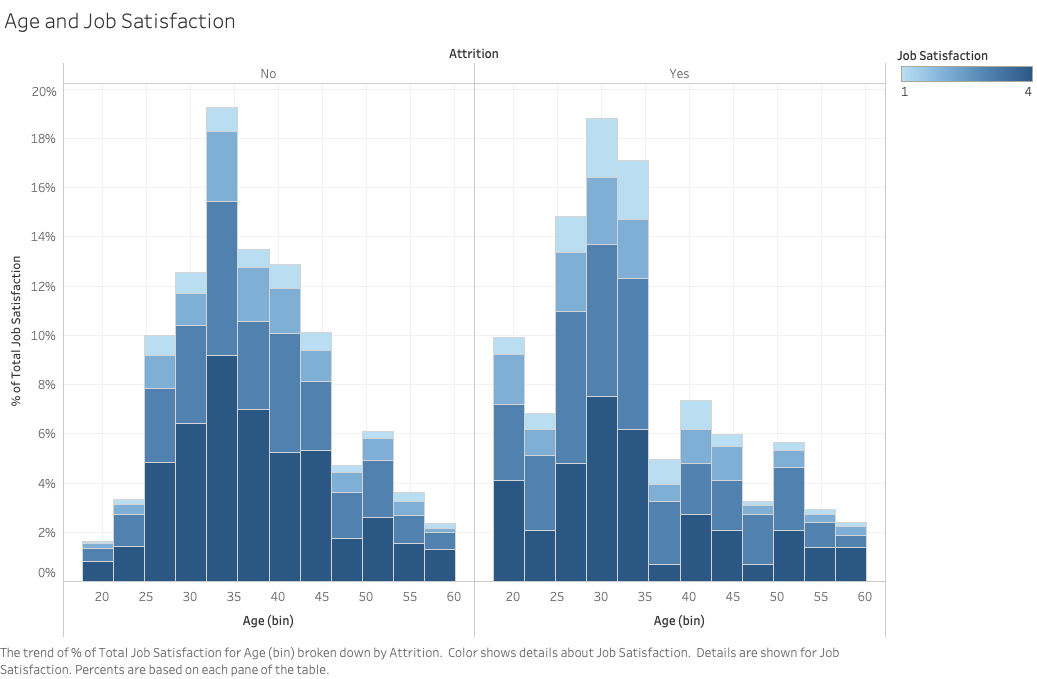 Age and Job Satisfaction
Attrition
No
Yes
Job Satisfaction
1
4
% of Total Job Satisfaction
20%
18%
16%
14%
12%
10%
8%
6%
4%
2%
0%
20 25 30 35 40 45 50 55 60
20 25 30 35 40 45 50 55 60
Age (bin)
Age (bin)
The trend of % of Total Job Satisfaction for Age (bin) broken down by Attrition.  Color shows details about Job Satisfaction.  Details are shown for Job
Satisfaction. Percents are based on each pane of the table.